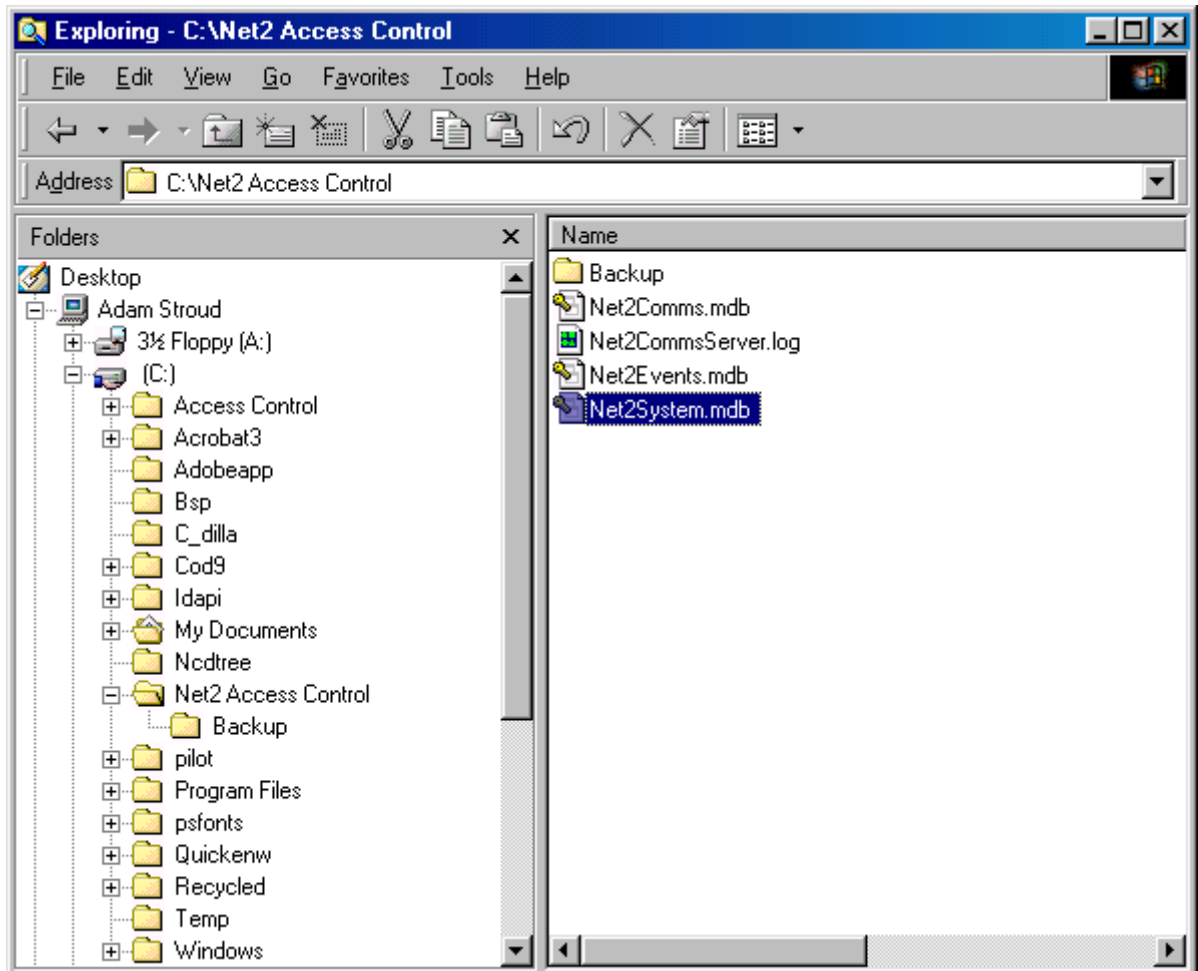 Exploring - C:\Net2 Access Control
File Edit View Go Favorites Tools Help
Address C:\Net2 Access Control
Folders
Desktop
Adam Stroud
3½ Floppy (A:)
(C:)
Access Control
Acrobat3
Adobeapp
Bsp
C_dilla
Cod9
Idapi
My Documents
Ncdtree
Net2 Access Control
Backup
pilot
Program Files
psfonts
Quickenw
Recycled
Temp
Windows
Name
Backup
Net2Comms.mdb
Net2CommsServer.log
Net2Events.mdb
Net2System.mdb